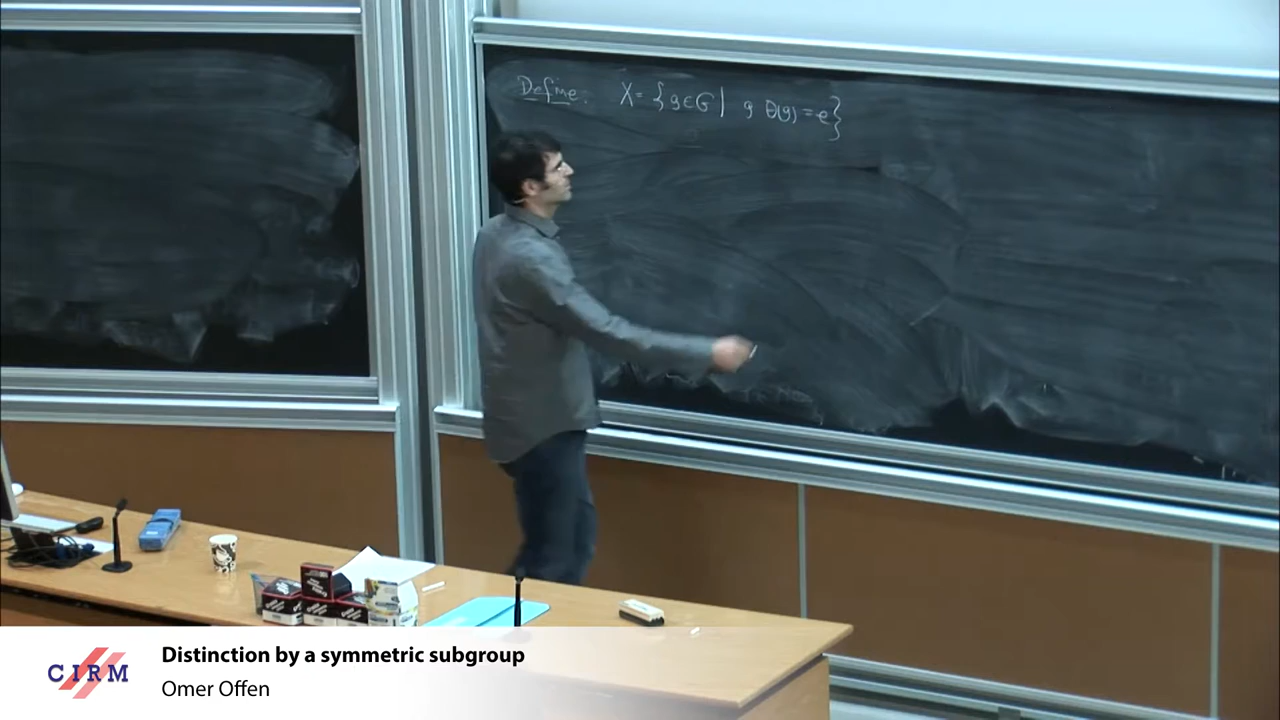 Define. X = {g∈G | g θ(g) = e}
CIRM
Distinction by a symmetric subgroup
Omer Offen